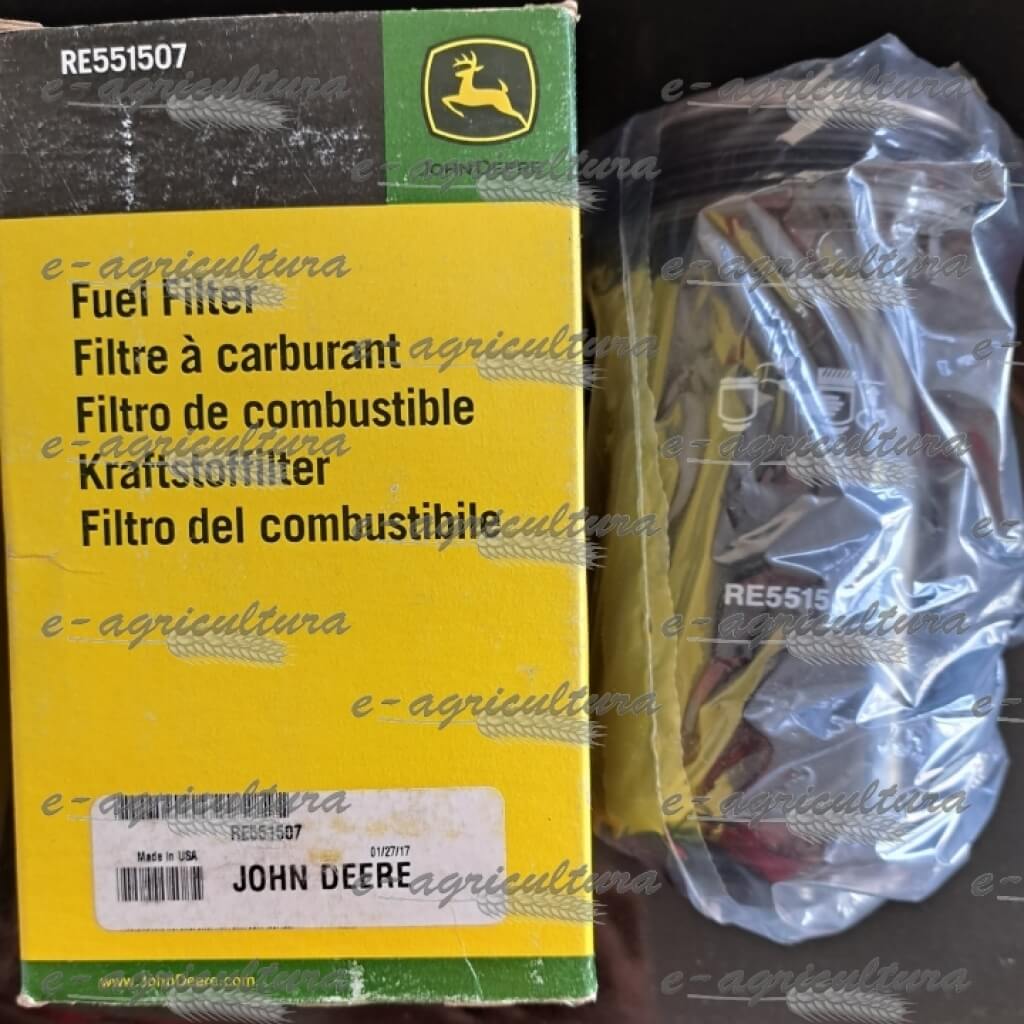 RE551507
JOHN DEERE
Fuel Filter
Filtre à carburant
Filtro de combustible
Kraftstoffilter
Filtro del combustibile
RE551507
Made in USA
01/27/17
JOHN DEERE
www.JohnDeere.com
RE5515
e-agricultura